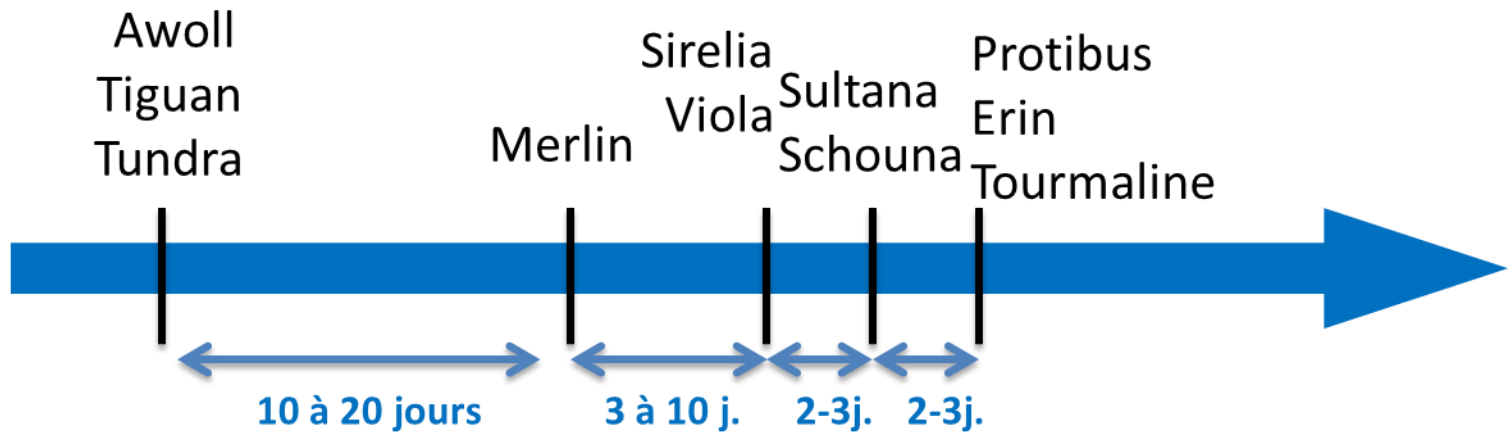 Awoll
Tiguan
Tundra
Merlin
Sirelia
Viola
Sultana
Schouna
Protibus
Erin
Tourmaline
10 à 20 jours
3 à 10 j.
2-3j.
2-3j.